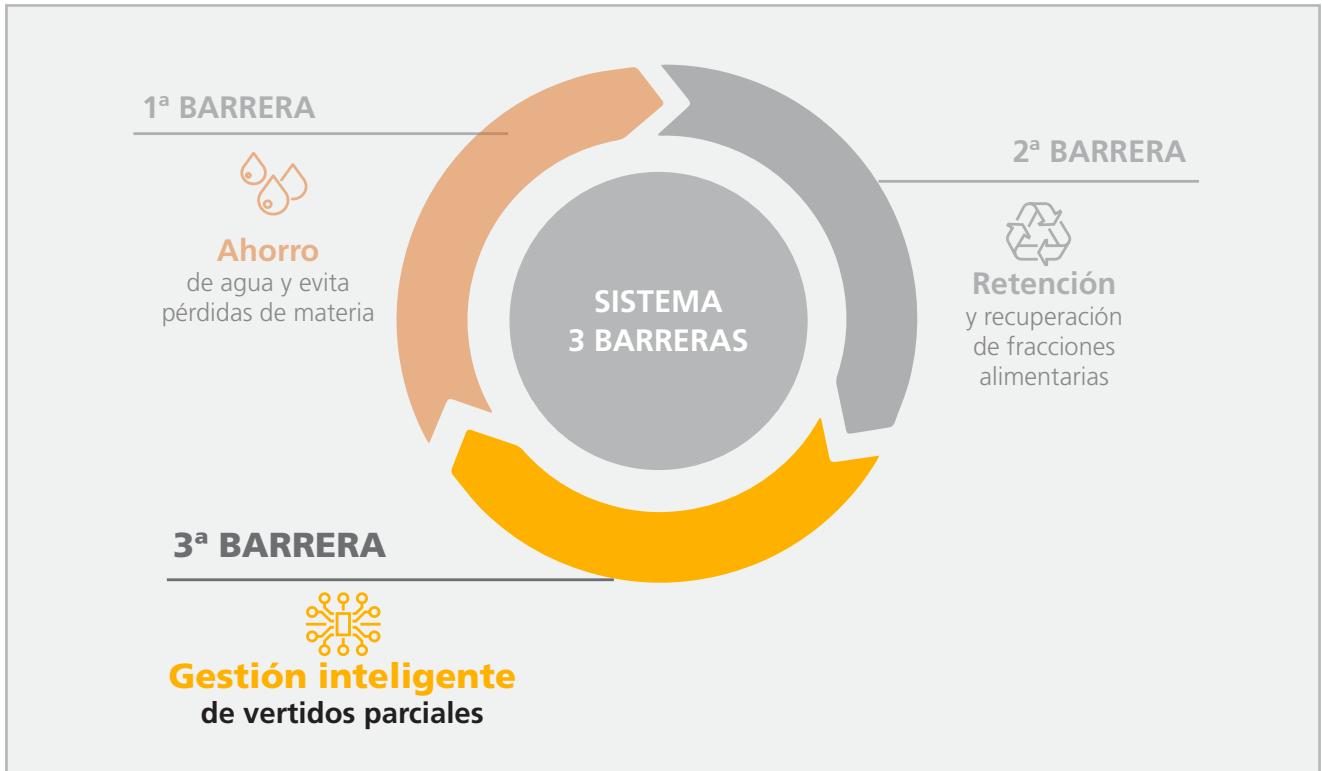 1ª BARRERA
Ahorro
de agua y evita
pérdidas de materia
2ª BARRERA
Retención
y recuperación
de fracciones
alimentarias
SISTEMA
3 BARRERAS
3ª BARRERA
Gestión inteligente
de vertidos parciales